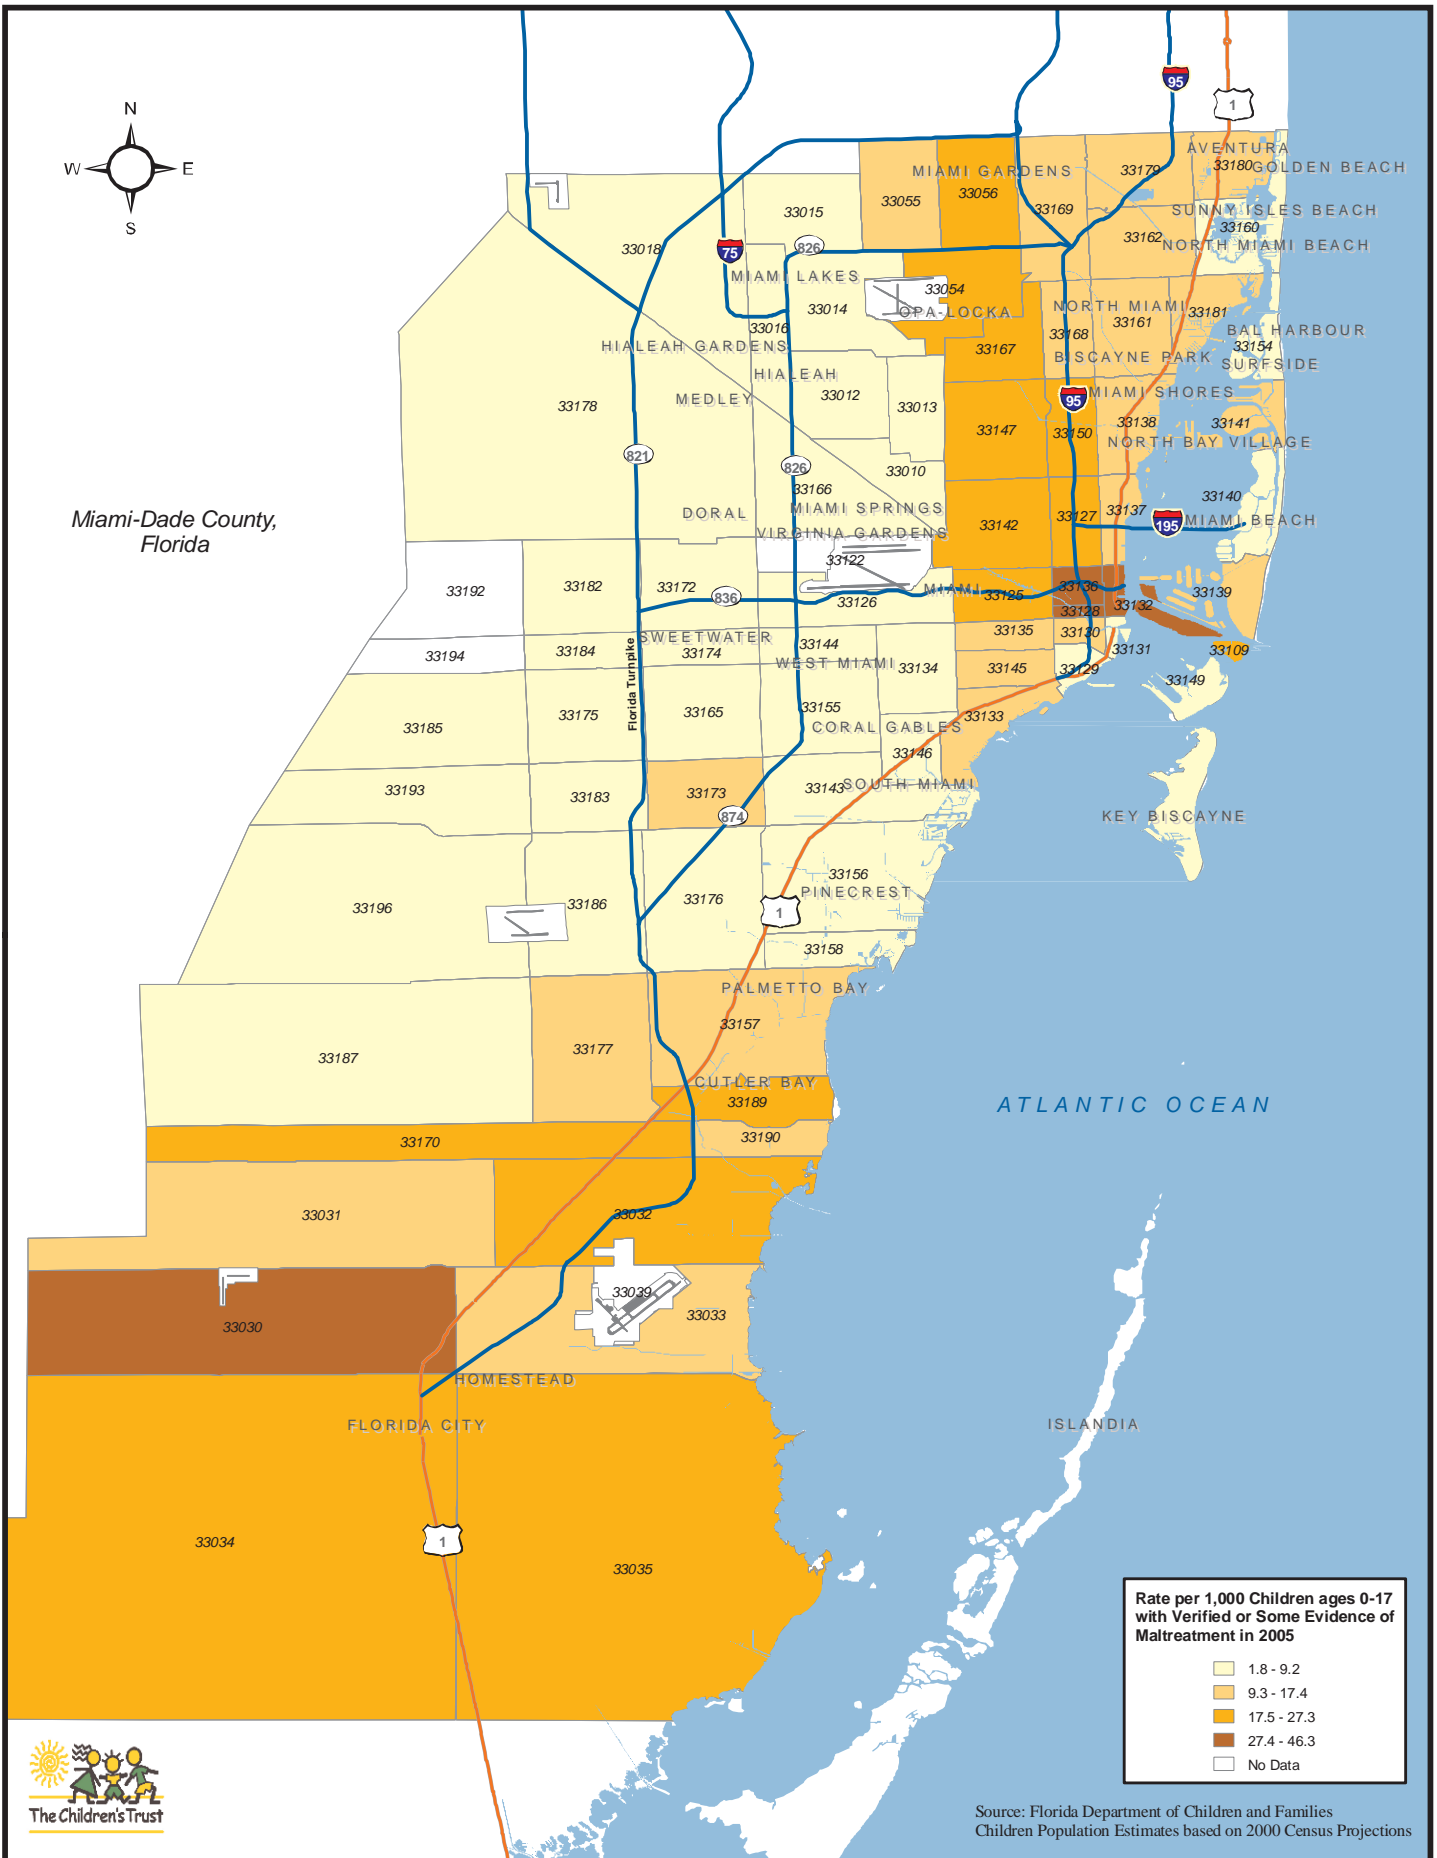 95
1
N
W E
S
AVENTURA
MIAMI GARDENS
33179
33180
GOLDEN BEACH
33055
33056
33169
33015
SUNNY ISLES BEACH
33160
33162
NORTH MIAMI BEACH
33018
75
826
MIAMI LAKES
33054
OPA-LOCKA
33014
NORTH MIAMI
33181
33161
33016
33168
BAL HARBOUR
33154
HIALEAH GARDENS
33167
BISCAYNE PARK
SURFSIDE
HIALEAH
33012
MEDLEY
95
MIAMI SHORES
33178
33013
33147
33150
33138
33141
NORTH BAY VILLAGE
821
826
33010
33166
33140
DORAL
MIAMI SPRINGS
33142
33127
33137
195
MIAMI BEACH
Miami-Dade County,
Florida
VIRGINIA GARDENS
33122
33192
33182
33172
836
33126
MIAMI
33125
33136
33128
33132
33139
SWEETWATER
33194
33184
33174
33144
WEST MIAMI
33134
33135
33130
33131
33109
33145
33129
33149
Florida Turnpike
33185
33175
33165
33155
CORAL GABLES
33133
33146
33193
33183
33173
33143
SOUTH MIAMI
874
KEY BISCAYNE
33196
33186
33176
33156
PINECREST
1
33158
PALMETTO BAY
33157
33187
33177
CUTLER BAY
33189
ATLANTIC OCEAN
33170
33190
33031
33032
33039
33033
33030
HOMESTEAD
FLORIDA CITY
ISLANDIA
33034
1
33035
Rate per 1,000 Children ages 0-17
with Verified or Some Evidence of
Maltreatment in 2005
1.8 - 9.2
9.3 - 17.4
17.5 - 27.3
27.4 - 46.3
No Data
The Children's Trust
Source: Florida Department of Children and Families
Children Population Estimates based on 2000 Census Projections